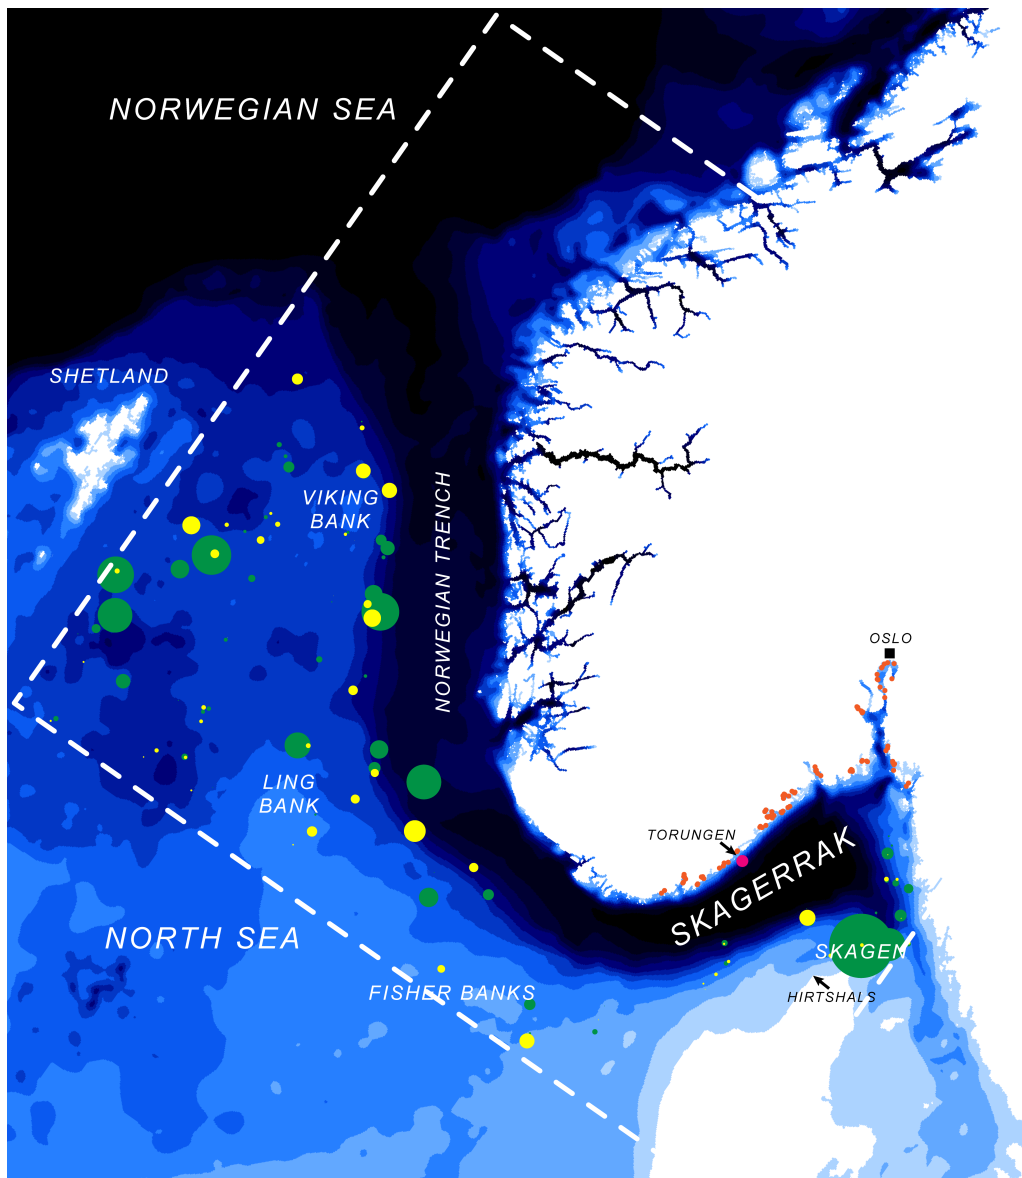 NORWEGIAN SEA
SHETLAND
VIKING
BANK
NORWEGIAN TRENCH
OSLO
LING
BANK
TORUNGEN
SKAGERRAK
NORTH SEA
SKAGEN
FISHER BANKS
HIRTSHALS